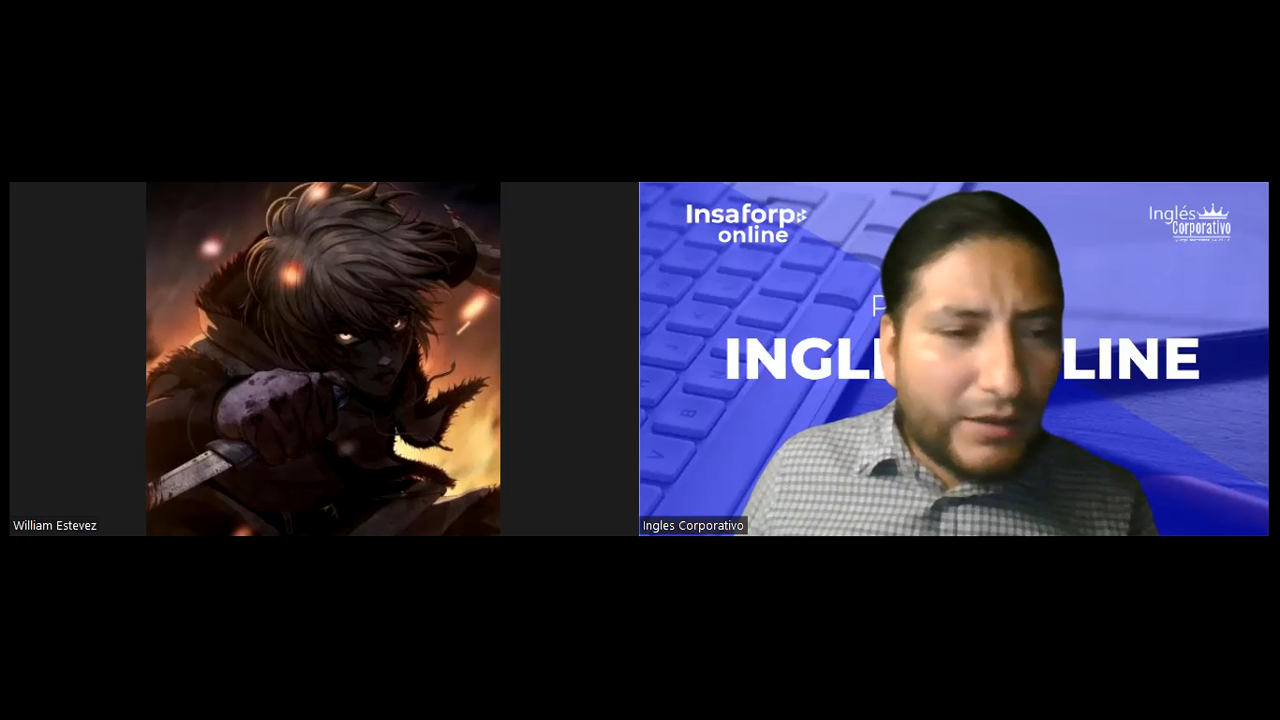 Insaforp
online
Inglés
Corporativo
P
INGL
LINE
William Estevez
Ingles Corporativo